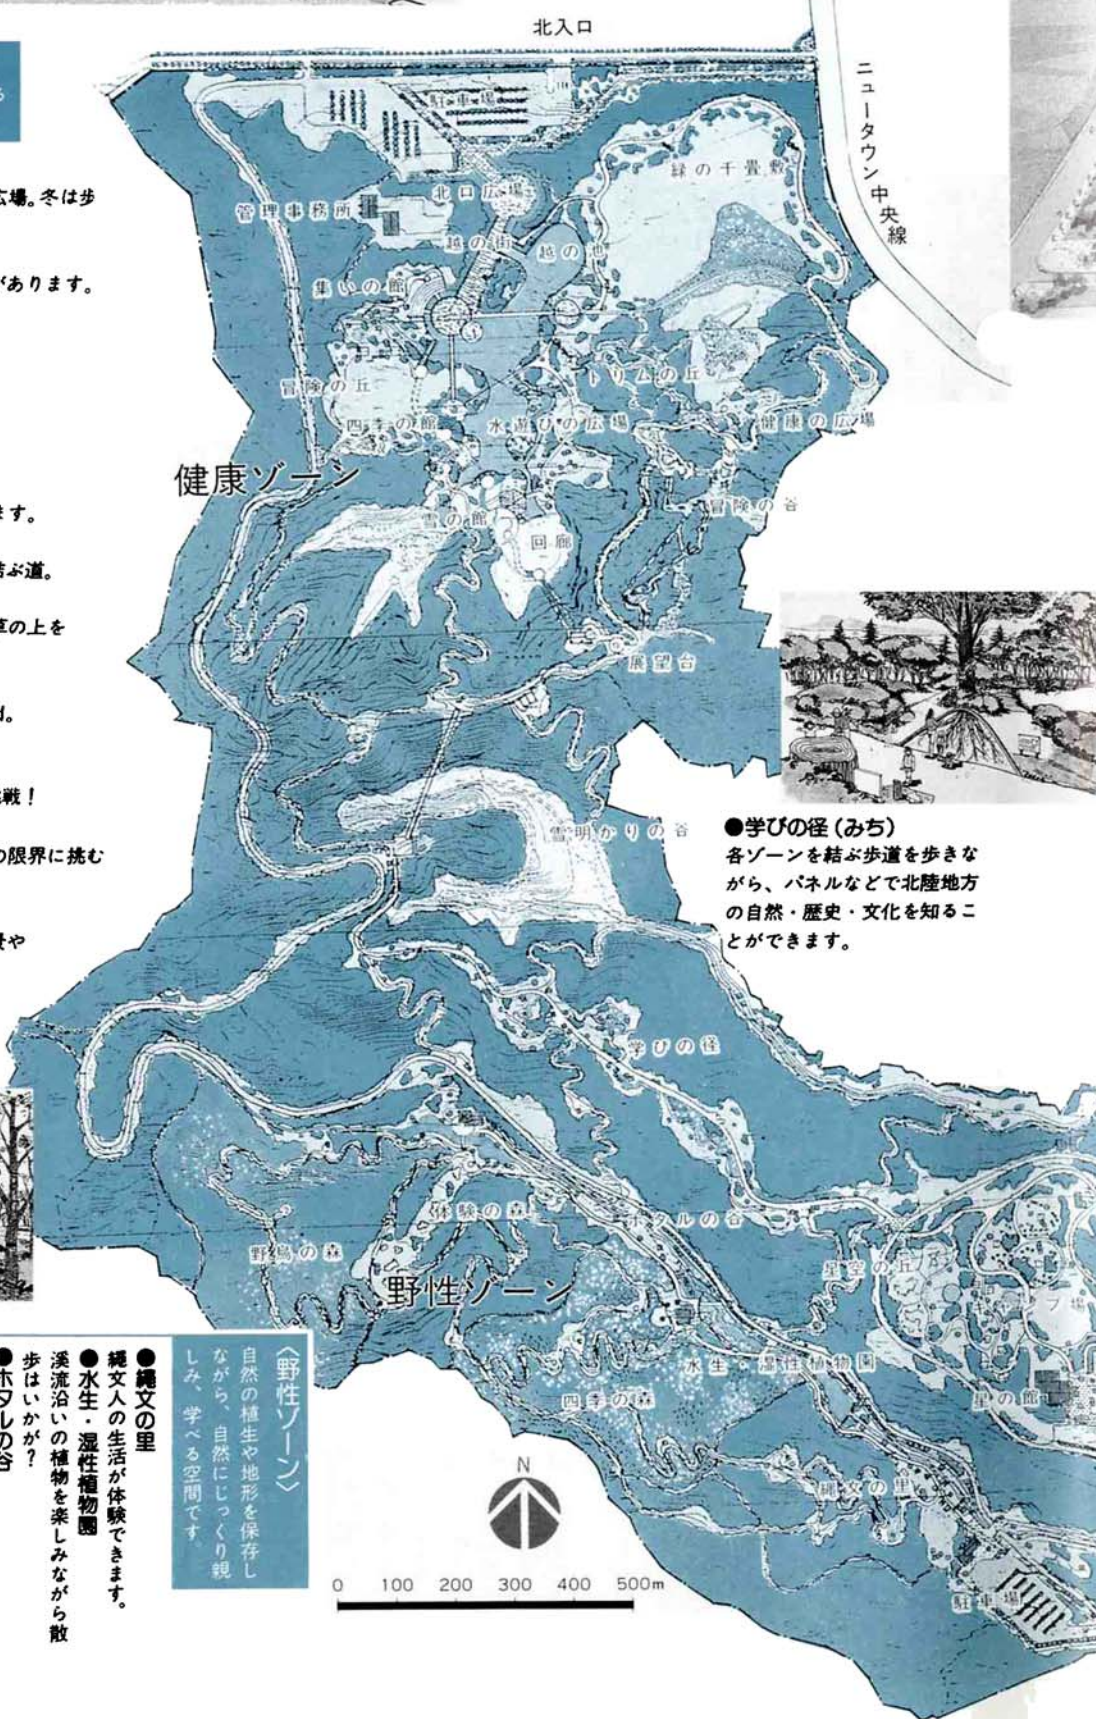 北入口
ニュータウン中央線
駐車場
緑の千畳敷
北口広場
管理事務所
越の街
越の池
集いの館
冒険の丘
トリムの丘
四季の館
水遊びの広場
健康の広場
健康ゾーン
冒険の谷
雪の館
回廊
展望台
雪明かりの谷
●学びの径(みち)
各ゾーンを結ぶ歩道を歩きな
がら、パネルなどで北陸地方
の自然・歴史・文化を知るこ
とができます。
広場。冬は歩
があります。
ます。
結ぶ道。
草の上を
挑戦!
の限界に挑む
学びの径
体験の森
ホタルの谷
野鳥の森
野性ゾーン
星空の丘
水生・湿性植物園
四季の森
星の館
縄文の里
駐車場
〈野性ゾーン〉
自然の植生や地形を保存し
ながら、自然にじっくり親
しみ、学べる空間です。
●縄文の里
縄文人の生活が体験できます。
●水生・湿性植物園
渓流沿いの植物を楽しみながら散
歩はいかが?
●ホタルの谷
N
0 100 200 300 400 500m